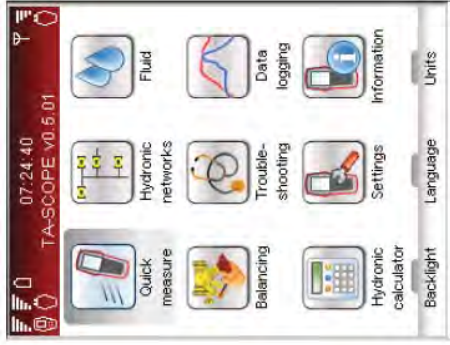 07:24:40
TA-SCOPE v0.5.01
Quick
measure
Hydronic
networks
Fluid
Balancing
Trouble-
shooting
Data
logging
Hydronic
calculator
Settings
Information
Backlight
Language
Units